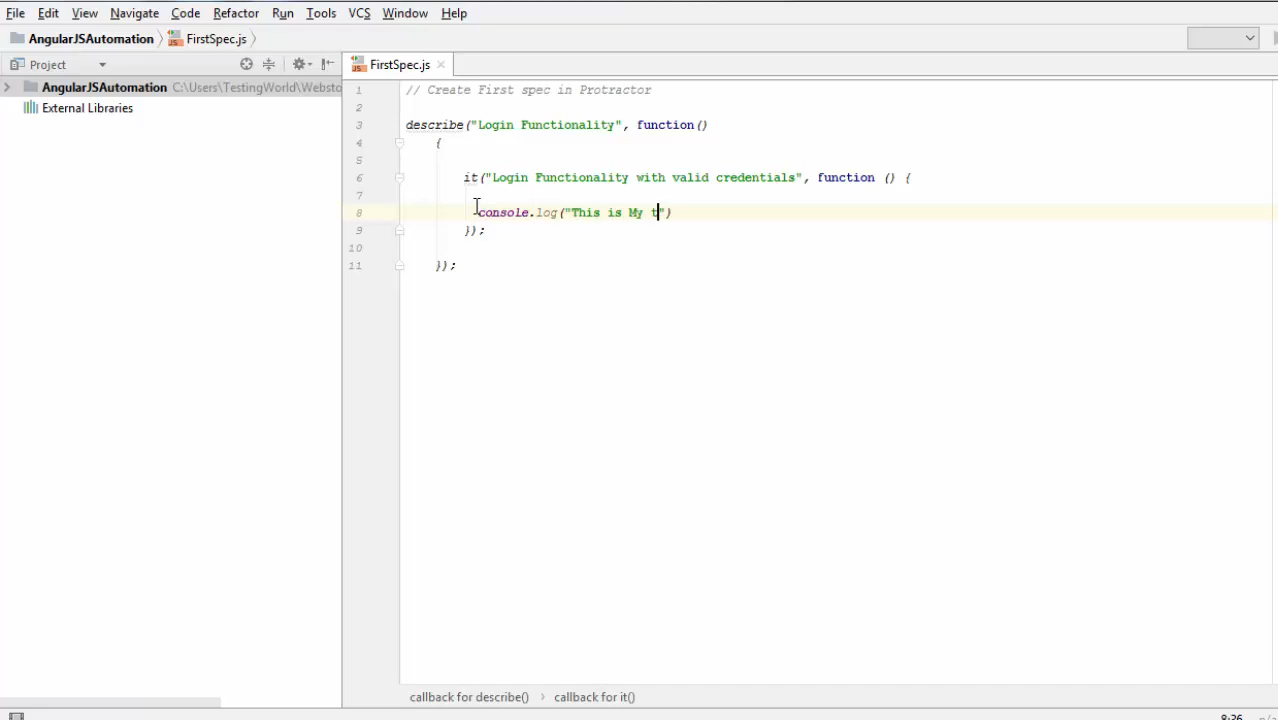 File Edit View Navigate Code Refactor Run Tools VCS Window Help
AngularJSAutomation FirstSpec.js
Project FirstSpec.js
AngularJSAutomation C:\Users\TestingWorld\Websto
External Libraries
1 // Create First spec in Protractor
2
3 describe("Login Functionality", function()
4 {
5
6 it("Login Functionality with valid credentials", function () {
7
8 console.log("This is My t")
9 });
10
11 });
callback for describe() callback for it()
8:36 n/a